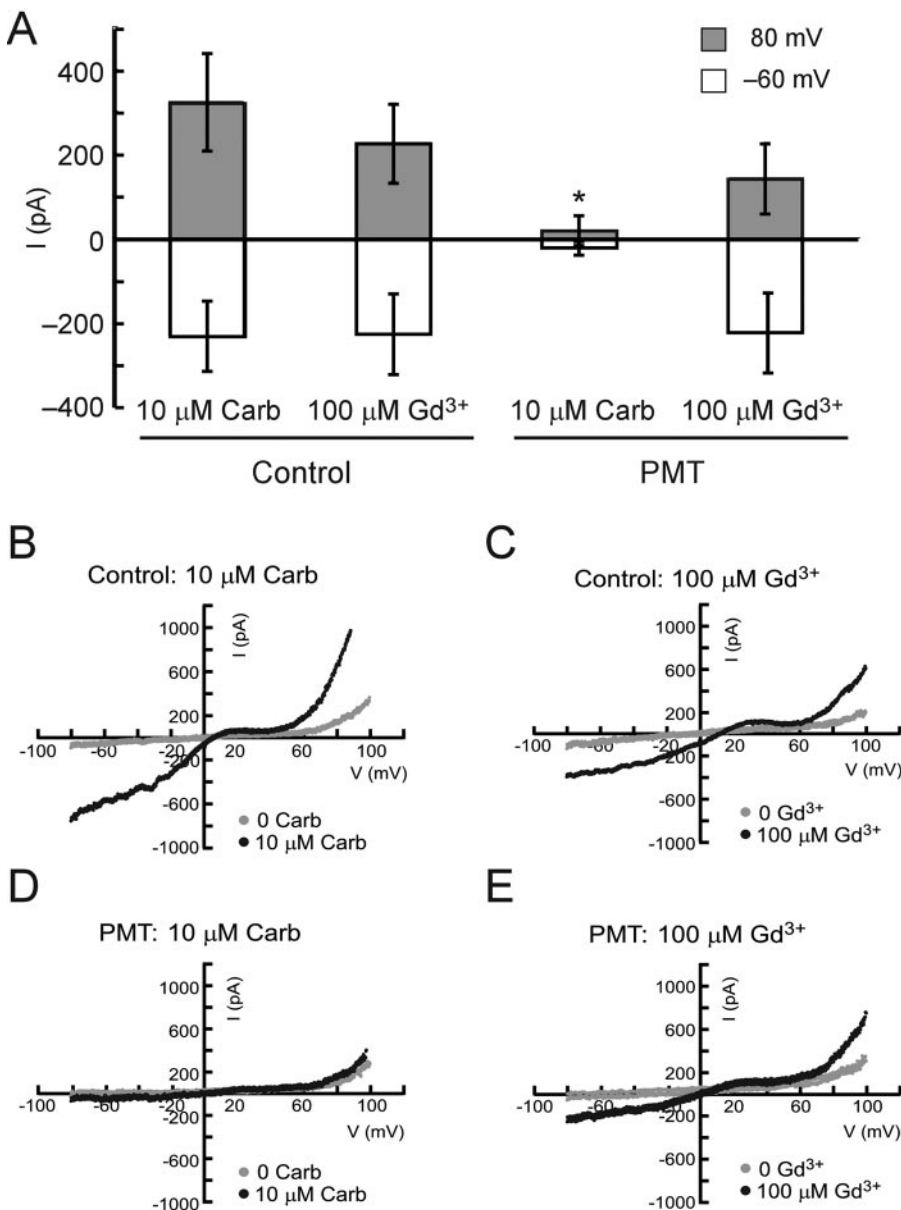 A
80 mV
–60 mV
I (pA)
400
200
0
–200
–400
10 μM Carb 100 μM Gd³⁺ 10 μM Carb 100 μM Gd³⁺
Control PMT
B
Control: 10 μM Carb
I (pA)
1000
600
200
-100 -60 -20 20 60 100
-200
V (mV)
-600
-1000
0 Carb
10 μM Carb
C
Control: 100 μM Gd³⁺
I (pA)
1000
600
200
-100 -60 20 60 100
-200
V (mV)
-600
-1000
0 Gd³⁺
100 μM Gd³⁺
D
PMT: 10 μM Carb
I (pA)
1000
600
200
-100 -60 -20 20 60 100
-200
V (mV)
-600
-1000
0 Carb
10 μM Carb
E
PMT: 100 μM Gd³⁺
I (pA)
1000
600
200
-100 -60 20 60 100
-200
V (mV)
-600
-1000
0 Gd³⁺
100 μM Gd³⁺